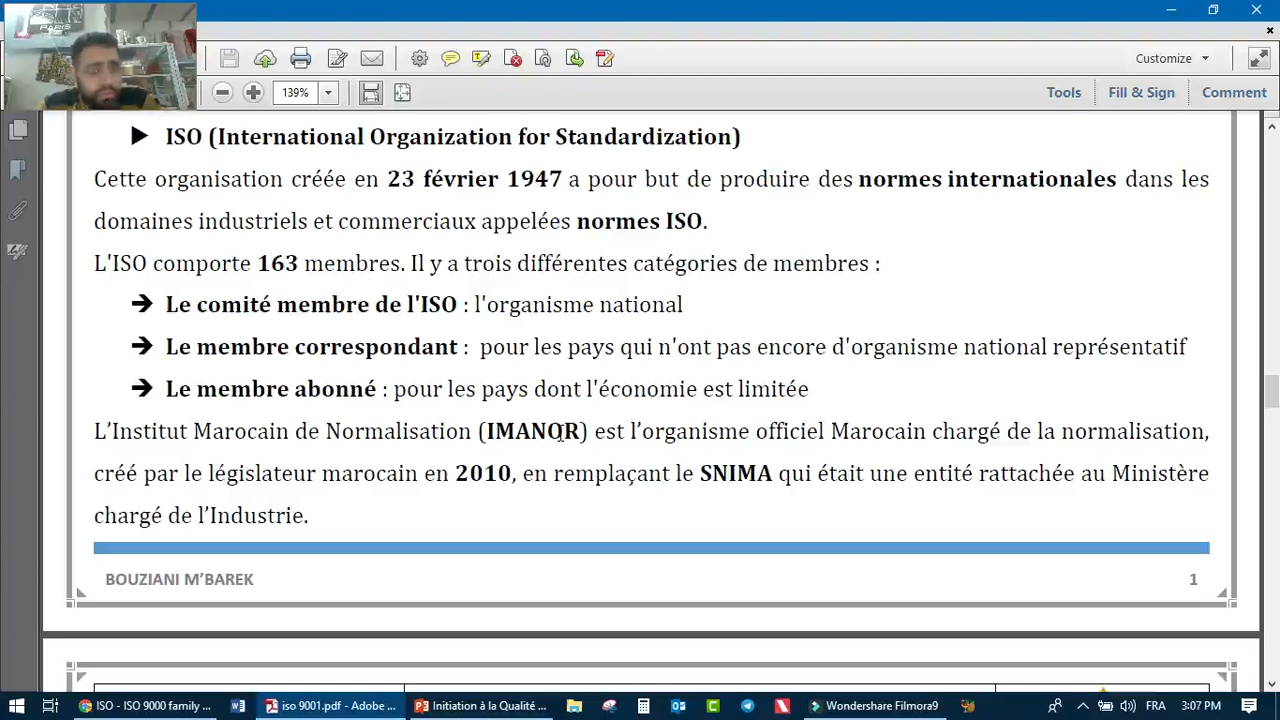 PARIS
139%
Customize
Tools
Fill & Sign
Comment
ISO (International Organization for Standardization)
Cette organisation créée en 23 février 1947 a pour but de produire des normes internationales dans les
domaines industriels et commerciaux appelées normes ISO.
L'ISO comporte 163 membres. Il y a trois différentes catégories de membres :
Le comité membre de l'ISO : l'organisme national
Le membre correspondant : pour les pays qui n'ont pas encore d'organisme national représentatif
Le membre abonné : pour les pays dont l'économie est limitée
L’Institut Marocain de Normalisation (IMANOR) est l’organisme officiel Marocain chargé de la normalisation,
créé par le législateur marocain en 2010, en remplaçant le SNIMA qui était une entité rattachée au Ministère
chargé de l’Industrie.
BOUZIANI M’BAREK
1
ISO - ISO 9000 family ...
iso 9001.pdf - Adobe ...
Initiation à la Qualité ...
Wondershare Filmora9
FRA
3:07 PM